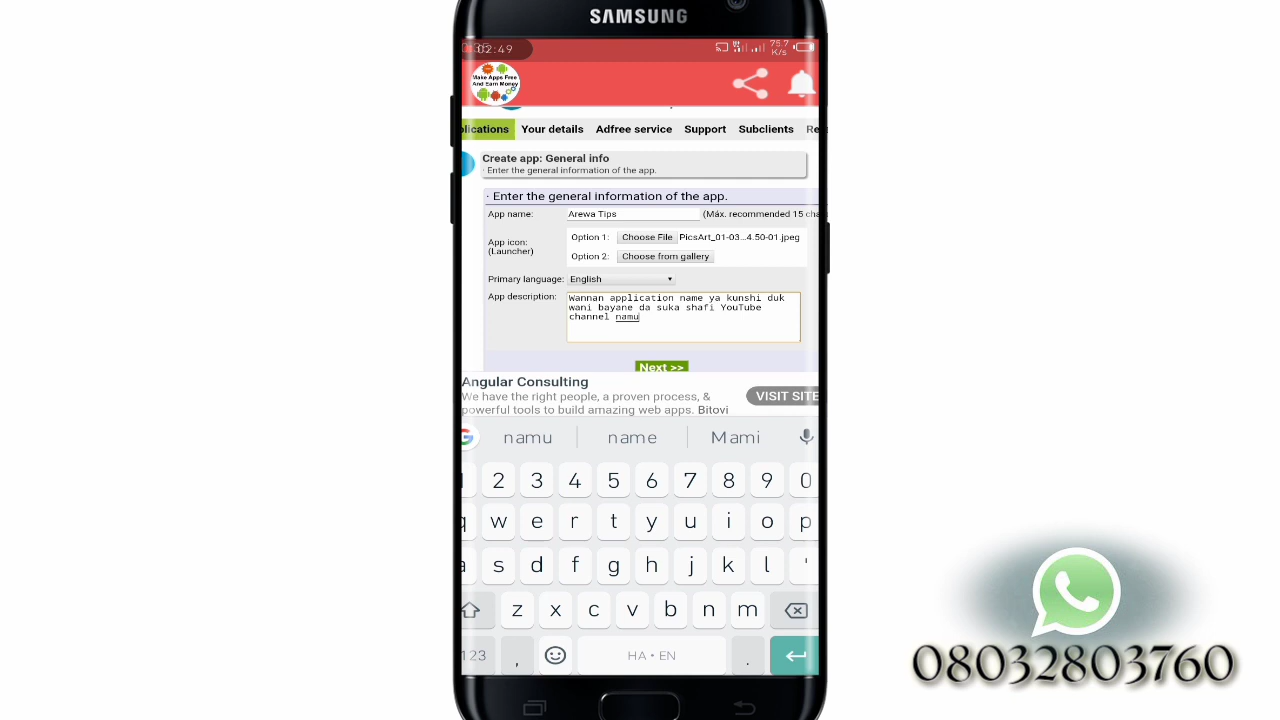 SAMSUNG
02:49
75.7
K/s
Make Apps Free
And Earn Money
plications Your details Adfree service Support Subclients Re
Create app: General info
· Enter the general information of the app.
· Enter the general information of the app.
App name: Arewa Tips (Máx. recommended 15 cha
App icon:
(Launcher)
Option 1: Choose File PicsArt_01-03...4.50-01.jpeg
Option 2: Choose from gallery
Primary language: English
App description: Wannan application name ya kunshi duk
wani bayane da suka shafi YouTube
channel namu
Next >>
Angular Consulting
We have the right people, a proven process, &
powerful tools to build amazing web apps. Bitovi
VISIT SITE
namu name Mami
1 2 3 4 5 6 7 8 9 0
q w e r t y u i o p
a s d f g h j k l '
z x c v b n m
123 , HA • EN .
08032803760